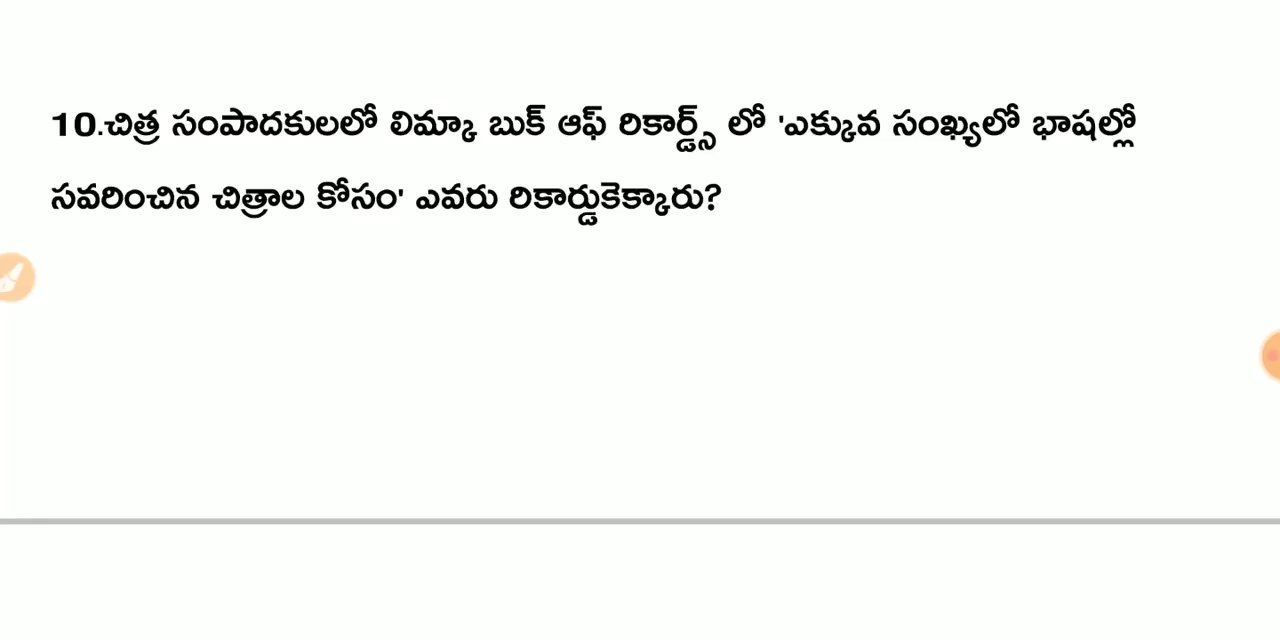 10.చిత్ర సంపాదకులలో లిమ్కా బుక్ ఆఫ్ రికార్డ్స్ లో 'ఎక్కువ సంఖ్యలో భాషల్లో
సవరించిన చిత్రాల కోసం' ఎవరు రికార్డుకెక్కారు?